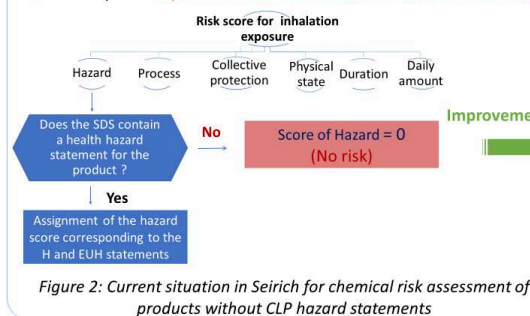 Risk score for inhalation
exposure
Hazard
Process
Collective
protection
Physical
state
Duration
Daily
amount
Does the SDS contain
a health hazard
statement for the
product ?
No
Score of Hazard = 0
(No risk)
Improveme
Yes
Assignment of the hazard
score corresponding to the
H and EUH statements
Figure 2: Current situation in Seirich for chemical risk assessment of
products without CLP hazard statements